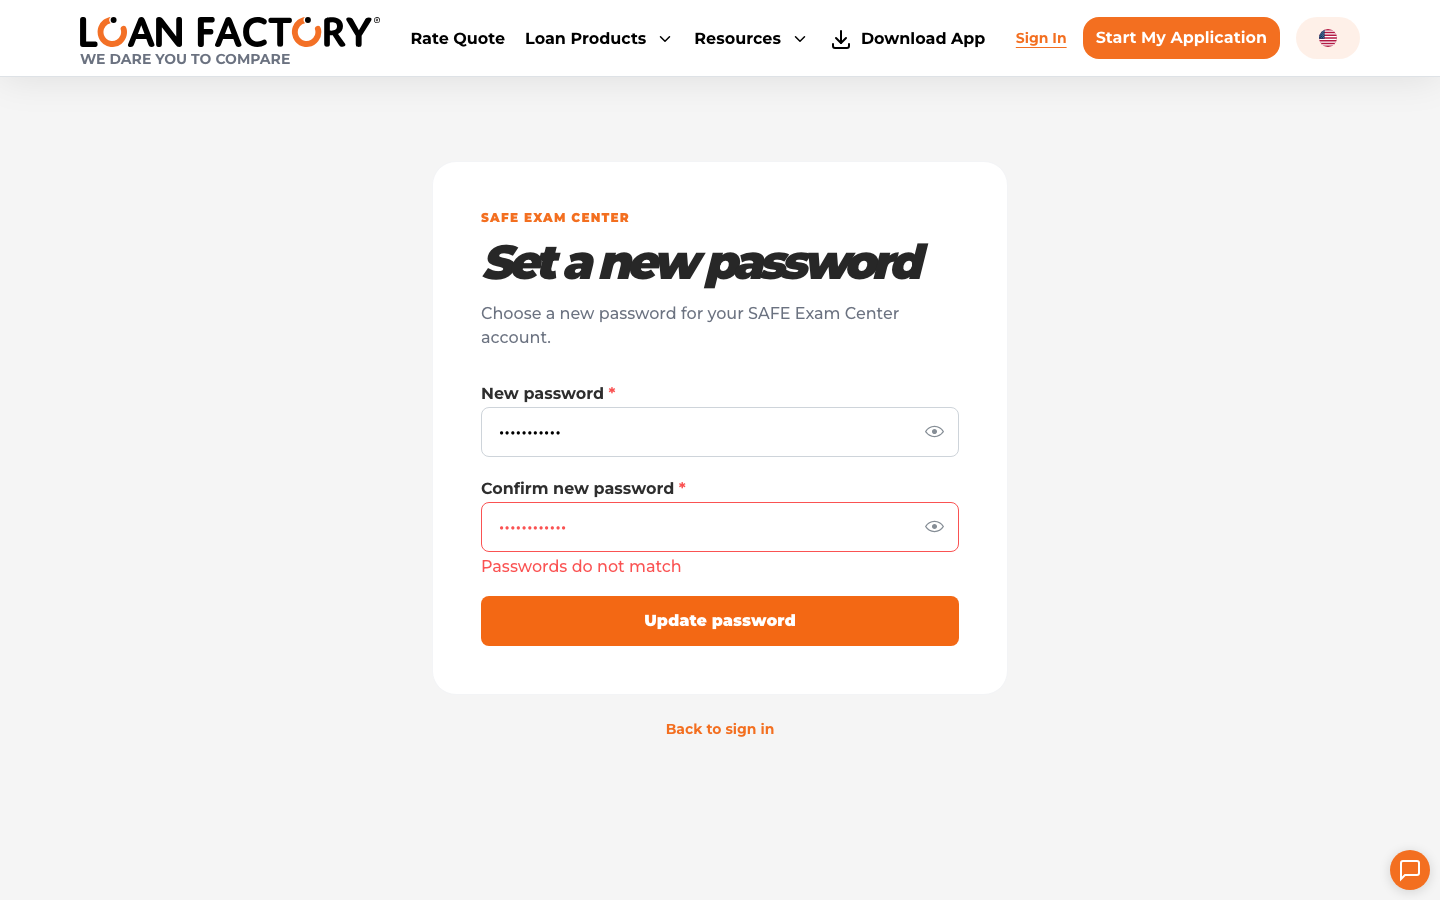 LOAN FACTORY®
WE DARE YOU TO COMPARE
Rate Quote
Loan Products
Resources
Download App
Sign In
Start My Application
SAFE EXAM CENTER
Set a new password
Choose a new password for your SAFE Exam Center
account.
New password *
•••••••••••
Confirm new password *
••••••••••••
Passwords do not match
Update password
Back to sign in